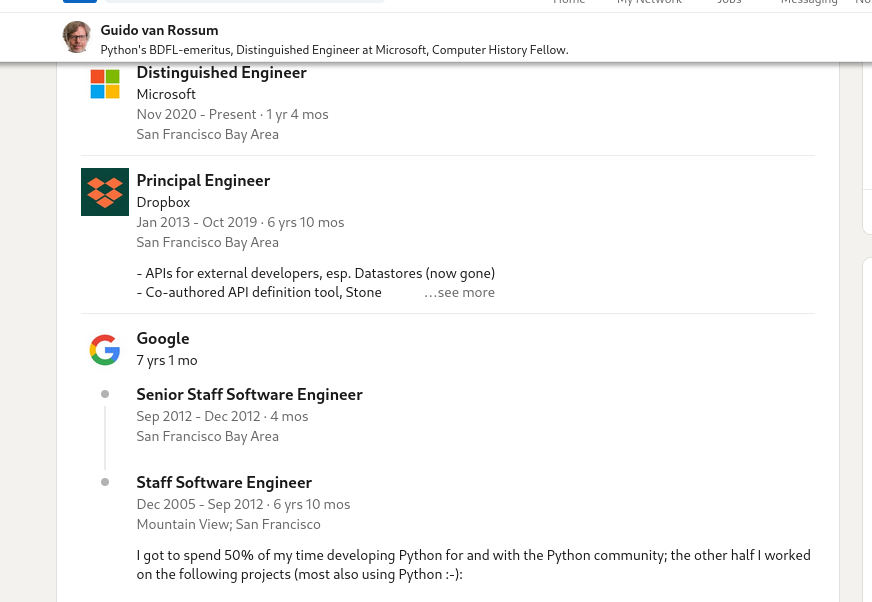 Home My Network Jobs Messaging
Guido van Rossum
Python's BDFL-emeritus, Distinguished Engineer at Microsoft, Computer History Fellow.
Distinguished Engineer
Microsoft
Nov 2020 - Present · 1 yr 4 mos
San Francisco Bay Area
Principal Engineer
Dropbox
Jan 2013 - Oct 2019 · 6 yrs 10 mos
San Francisco Bay Area
- APIs for external developers, esp. Datastores (now gone)
- Co-authored API definition tool, Stone …see more
Google
7 yrs 1 mo
Senior Staff Software Engineer
Sep 2012 - Dec 2012 · 4 mos
San Francisco Bay Area
Staff Software Engineer
Dec 2005 - Sep 2012 · 6 yrs 10 mos
Mountain View; San Francisco
I got to spend 50% of my time developing Python for and with the Python community; the other half I worked
on the following projects (most also using Python :-):